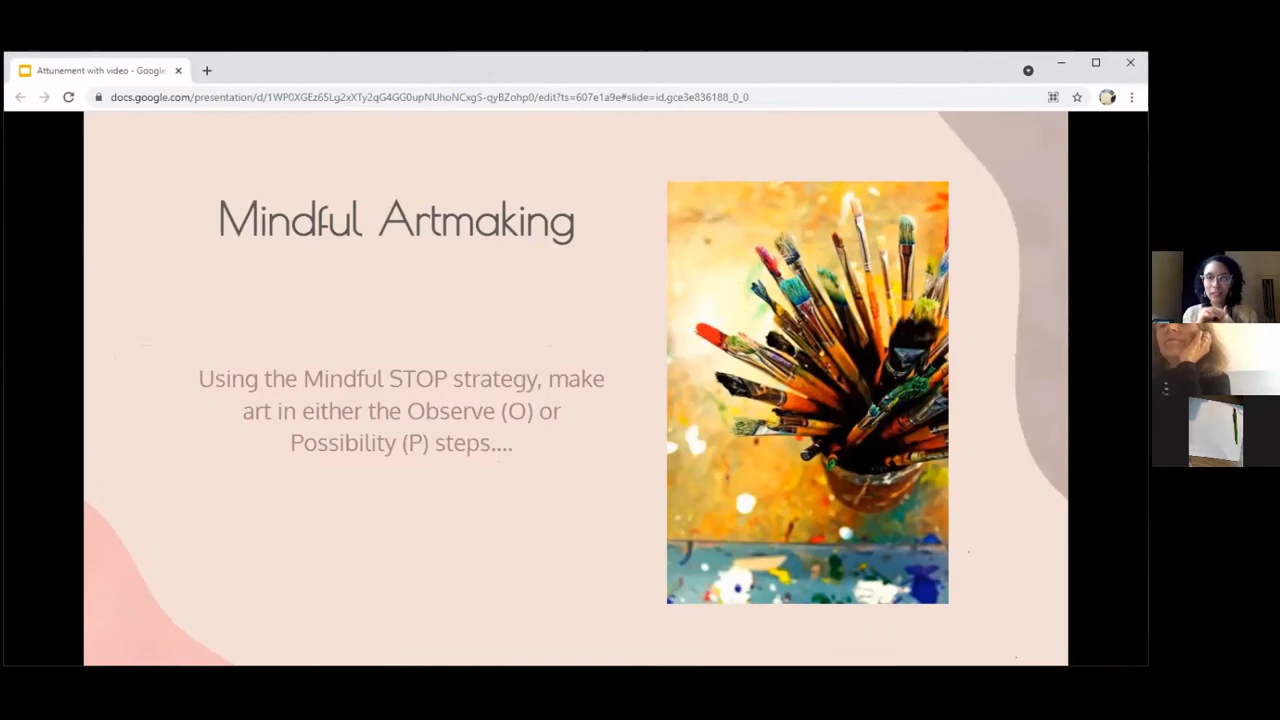 Attunement with video - Google
docs.google.com/presentation/d/1WP0XGEz65Lg2xXTy2qG4GG0upNUhoNCxgS-qyBZohp0/edit?ts=607e1a9e#slide=id.gce3e836188_0_0
Mindful Artmaking
Using the Mindful STOP strategy, make
art in either the Observe (O) or
Possibility (P) steps....